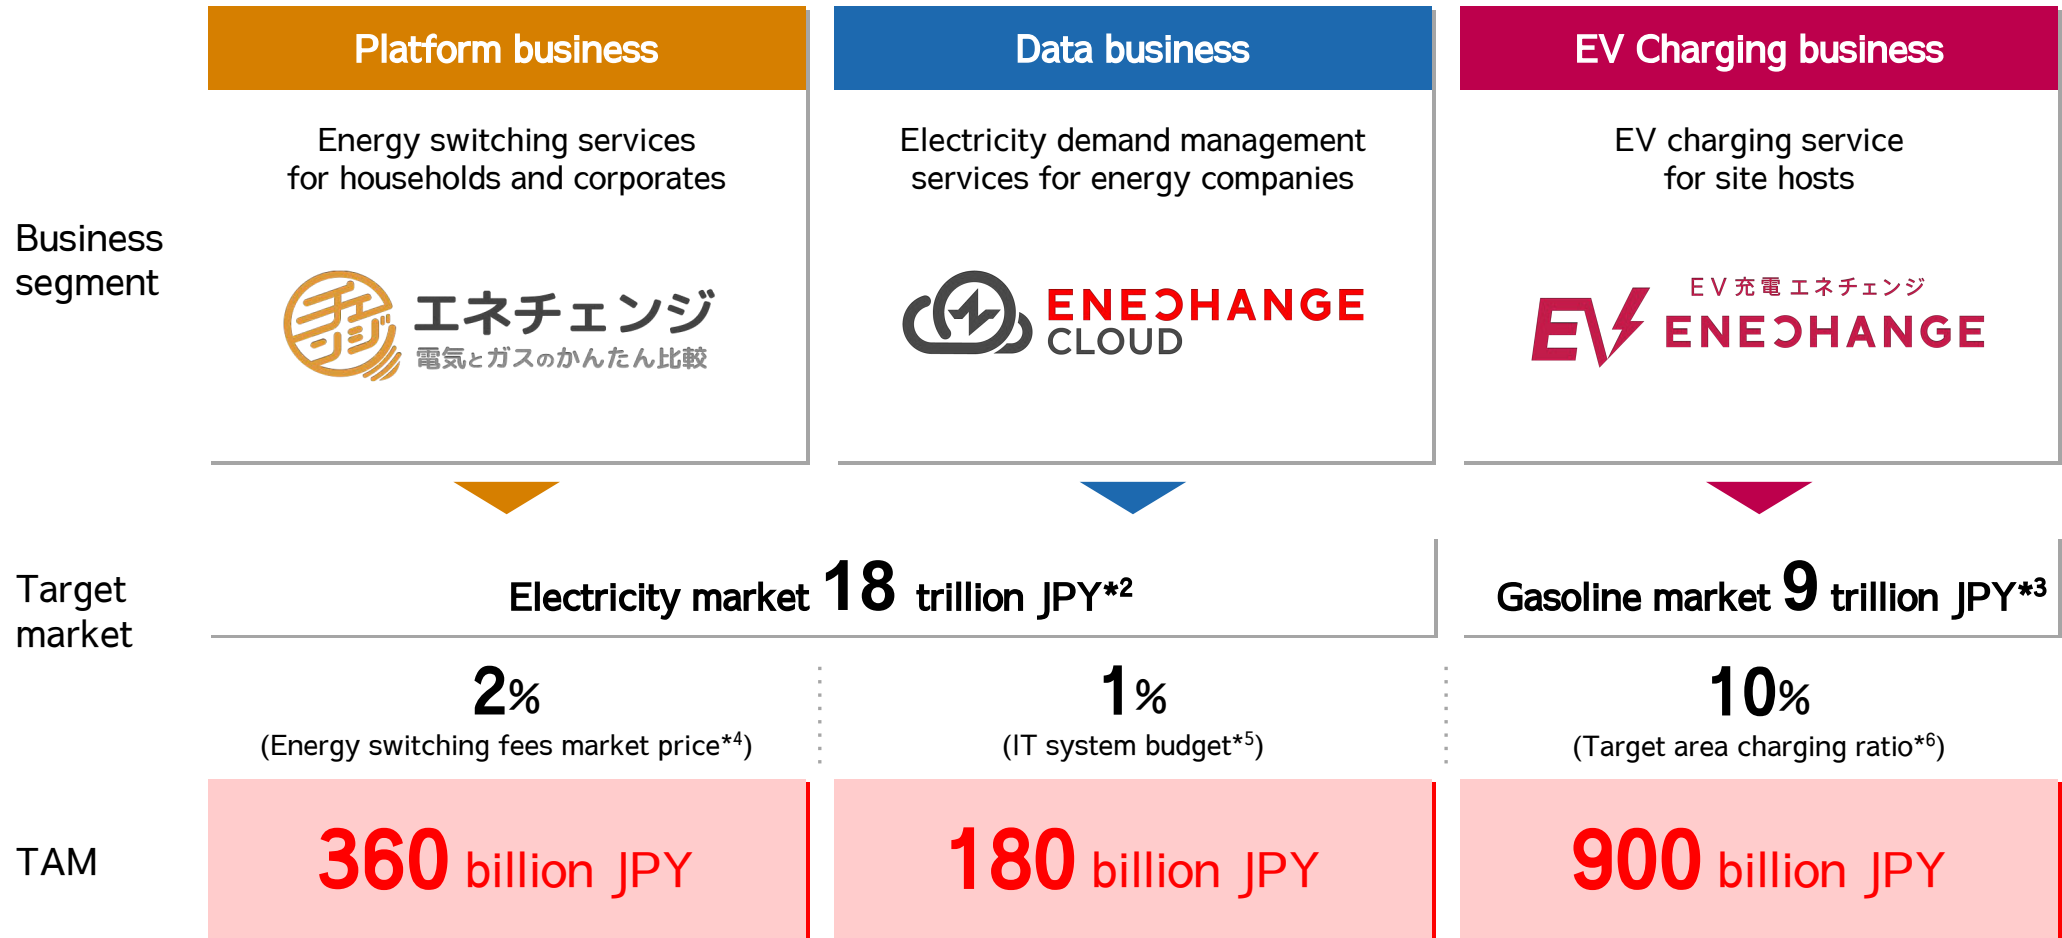 Platform business
Data business
EV Charging business
Business
segment
Energy switching services
for households and corporates
チェンジ
エネチェンジ
電気とガスのかんたん比較
Electricity demand management
services for energy companies
ENECHANGE
CLOUD
EV charging service
for site hosts
EV
EV充電エネチェンジ
ENECHANGE
Target
market
Electricity market 18 trillion JPY*2
Gasoline market 9 trillion JPY*3
2%
(Energy switching fees market price*4)
1%
(IT system budget*5)
10%
(Target area charging ratio*6)
TAM
360 billion JPY
180 billion JPY
900 billion JPY